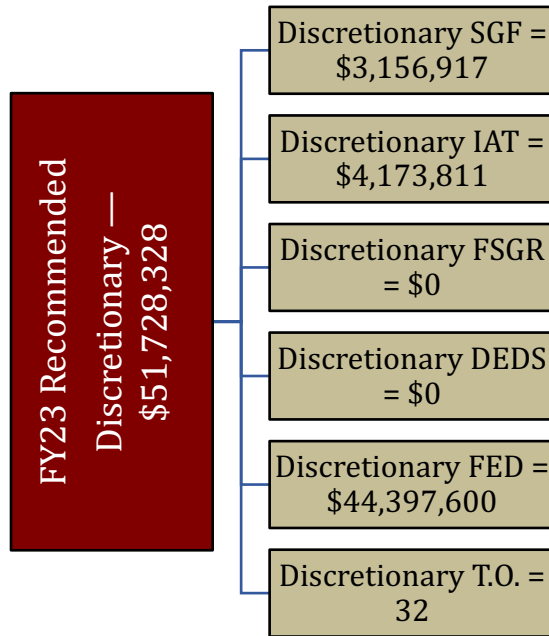 FY23 Recommended
Discretionary —
$51,728,328
Discretionary SGF =
$3,156,917
Discretionary IAT =
$4,173,811
Discretionary FSGR
= $0
Discretionary DEDS
= $0
Discretionary FED =
$44,397,600
Discretionary T.O. =
32